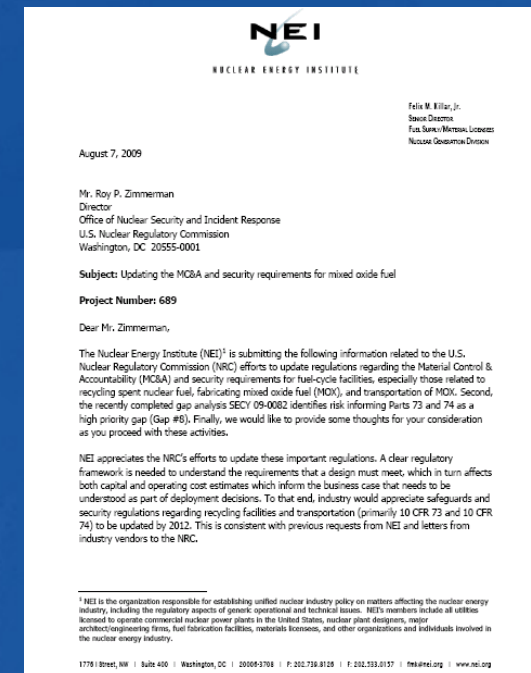 NEI
NUCLEAR ENERGY INSTITUTE
Felix M. Killar, Jr.
Senior Director
Fuel Supply/Material Licensees
Nuclear Generation Division
August 7, 2009
Mr. Roy P. Zimmerman
Director
Office of Nuclear Security and Incident Response
U.S. Nuclear Regulatory Commission
Washington, DC 20555-0001
Subject: Updating the MC&A and security requirements for mixed oxide fuel
Project Number: 689
Dear Mr. Zimmerman,
The Nuclear Energy Institute (NEI)¹ is submitting the following information related to the U.S.
Nuclear Regulatory Commission (NRC) efforts to update regulations regarding the Material Control &
Accountability (MC&A) and security requirements for fuel-cycle facilities, especially those related to
recycling spent nuclear fuel, fabricating mixed oxide fuel (MOX), and transportation of MOX. Second,
the recently completed gap analysis SECY 09-0082 identifies risk informing Parts 73 and 74 as a
high priority gap (Gap #8). Finally, we would like to provide some thoughts for your consideration
as you proceed with these activities.
NEI appreciates the NRC's efforts to update these important regulations. A clear regulatory
framework is needed to understand the requirements that a design must meet, which in turn affects
both capital and operating cost estimates which inform the business case that needs to be
understood as part of deployment decisions. To that end, industry would appreciate safeguards and
security regulations regarding recycling facilities and transportation (primarily 10 CFR 73 and 10 CFR
74) to be updated by 2012. This is consistent with previous requests from NEI and letters from
industry vendors to the NRC.
¹ NEI is the organization responsible for establishing unified nuclear industry policy on matters affecting the nuclear energy
industry, including the regulatory aspects of generic operational and technical issues. NEI's members include all utilities
licensed to operate commercial nuclear power plants in the United States, nuclear plant designers, major
architect/engineering firms, fuel fabrication facilities, materials licensees, and other organizations and individuals involved in
the nuclear energy industry.
1776 I Street, NW | Suite 400 | Washington, DC | 20006-3708 | P: 202.739.8126 | F: 202.533.0157 | fmk@nei.org | www.nei.org